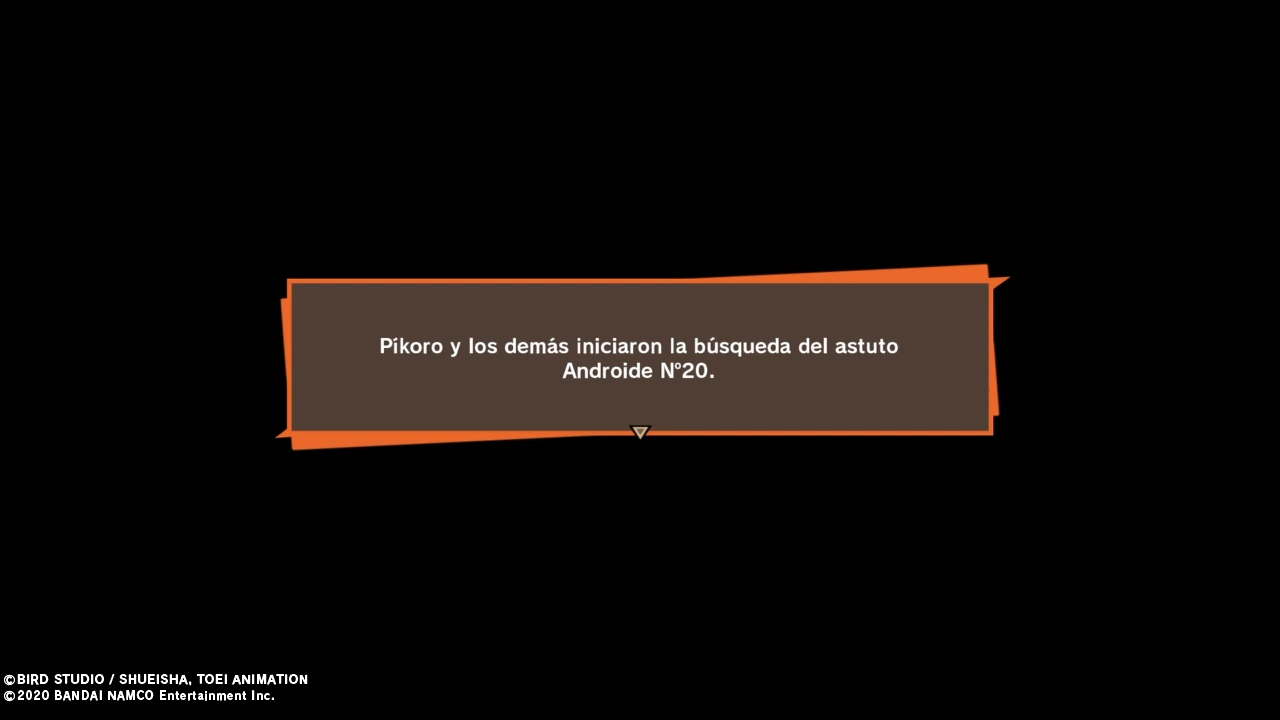 Píkoro y los demás iniciaron la búsqueda del astuto
Androide Nº20.
©BIRD STUDIO / SHUEISHA, TOEI ANIMATION
©2020 BANDAI NAMCO Entertainment Inc.